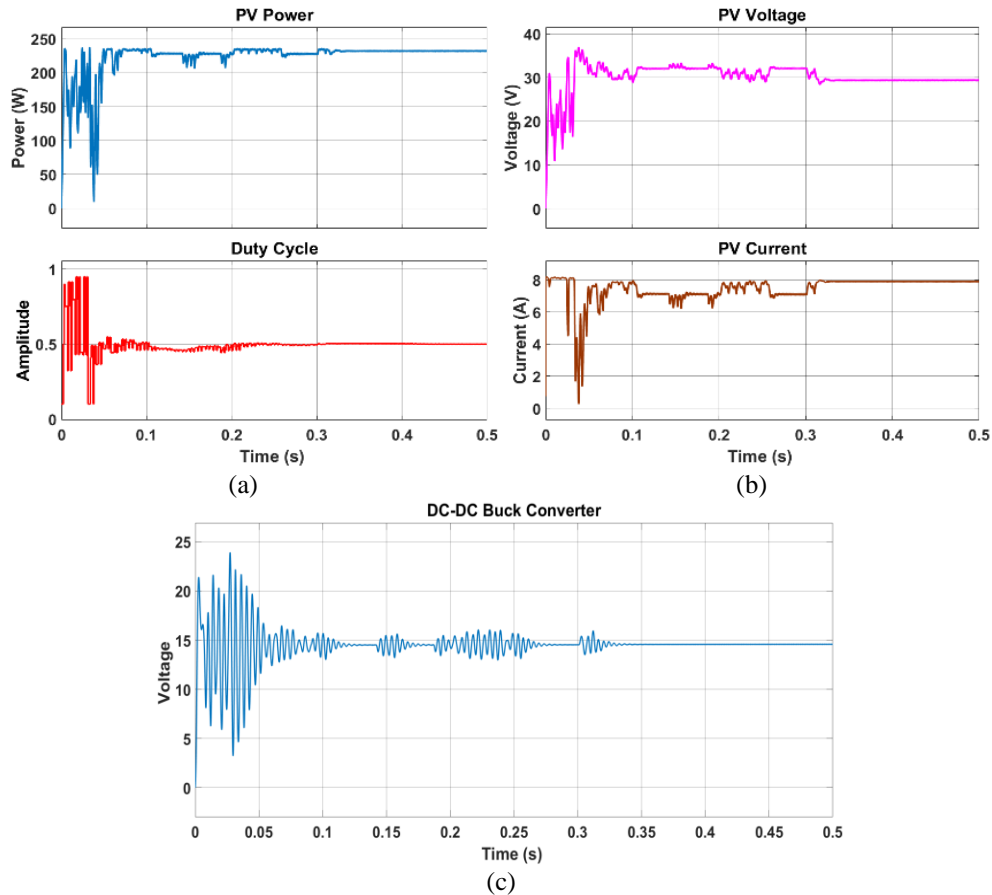 PV Power
250
200
150
100
50
0
Power (W)
Duty Cycle
1
0.5
0
Amplitude
0 0.1 0.2 0.3 0.4 0.5
Time (s)
(a)
PV Voltage
40
30
20
10
0
Voltage (V)
PV Current
8
6
4
2
0
Current (A)
0 0.1 0.2 0.3 0.4 0.5
Time (s)
(b)
DC-DC Buck Converter
25
20
15
10
5
0
Voltage
0 0.05 0.1 0.15 0.2 0.25 0.3 0.35 0.4 0.45 0.5
Time (s)
(c)